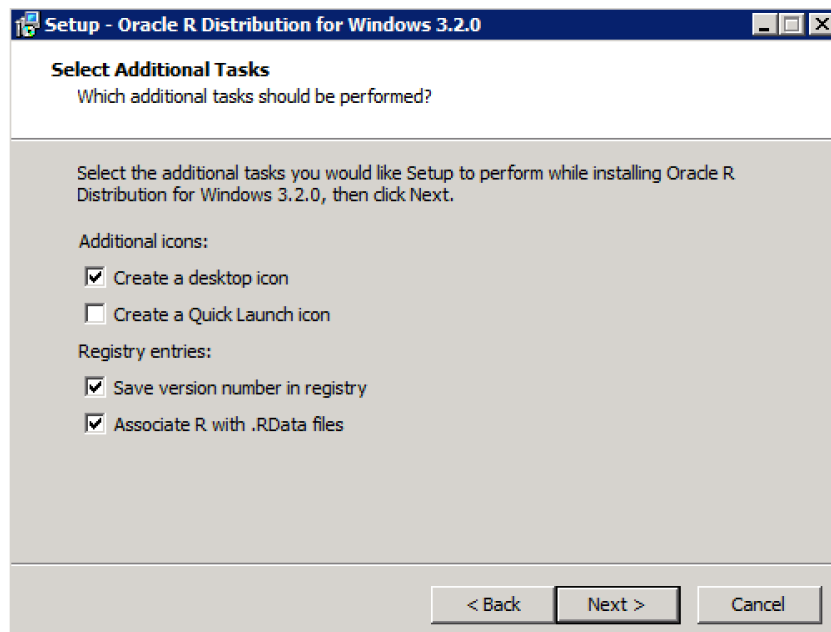 Setup - Oracle R Distribution for Windows 3.2.0
Select Additional Tasks
Which additional tasks should be performed?
Select the additional tasks you would like Setup to perform while installing Oracle R
Distribution for Windows 3.2.0, then click Next.
Additional icons:
Create a desktop icon
Create a Quick Launch icon
Registry entries:
Save version number in registry
Associate R with .RData files
< Back
Next >
Cancel